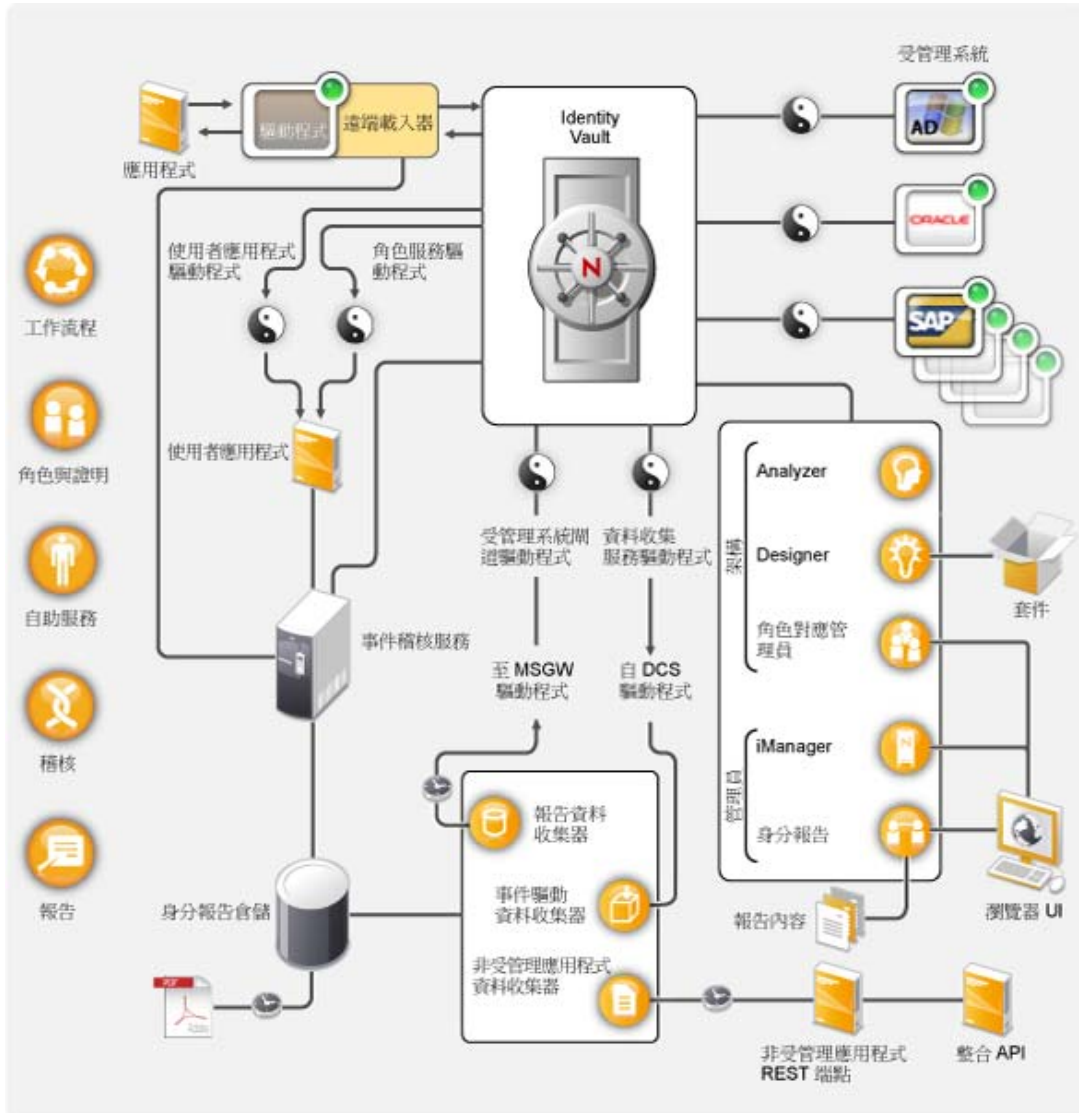 受管理系統
Identity
Vault
AD
驅動程式
遠端載入器
應用程式
ORACLE
使用者應用程式
驅動程式
角色服務驅
動程式
N
工作流程
SAP
角色與證明
使用者應用程式
Analyzer
受管理系統閘
道驅動程式
資料收集
服務驅動程式
架構
Designer
套件
自助服務
角色對應管
理員
事件稽核服務
至 MSGW
驅動程式
自 DCS
驅動程式
稽核
iManager
N
管理員
報告資料
收集器
身分報告
報告
身分報告倉儲
事件驅動
資料收集器
報告內容
瀏覽器 UI
非受管理應用程式
資料收集器
PDF
Adobe
非受管理應用程式
REST 端點
整合 API